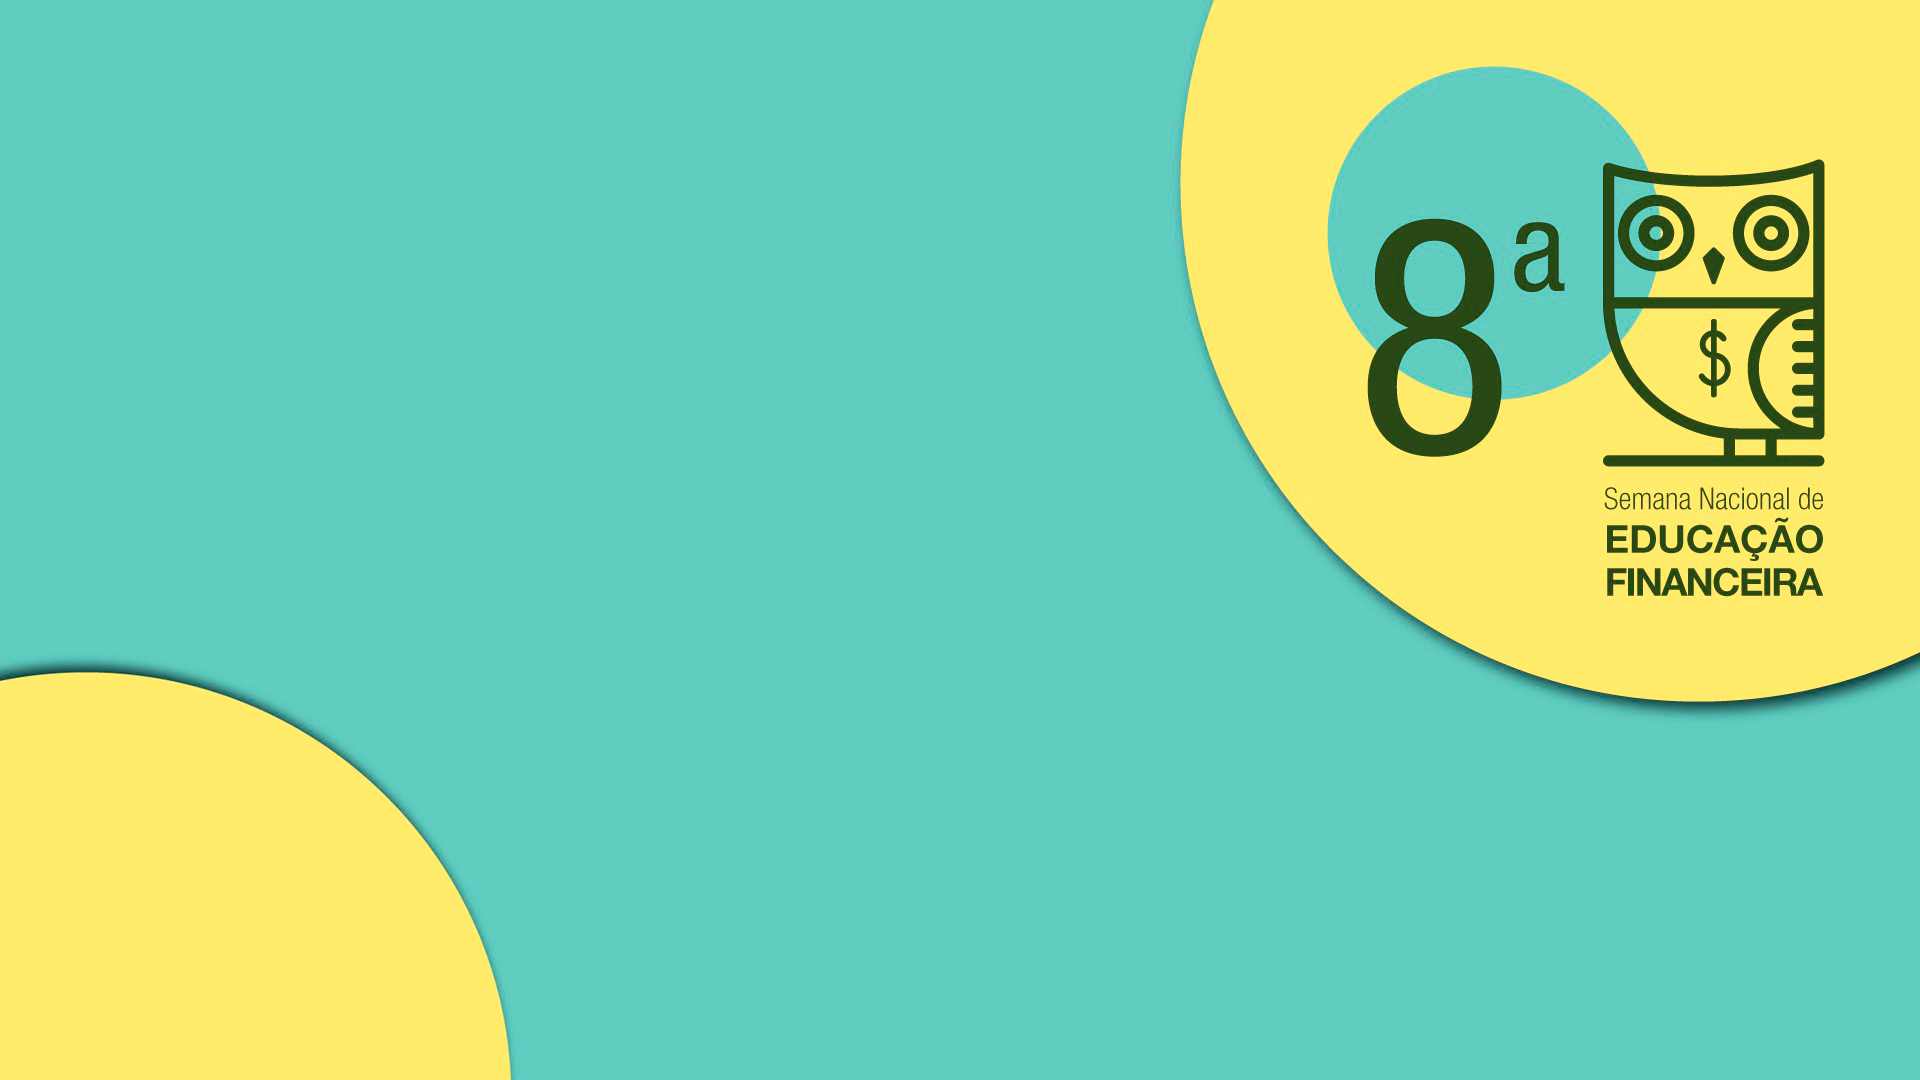 8ª
$
Semana Nacional de
EDUCAÇÃO
FINANCEIRA